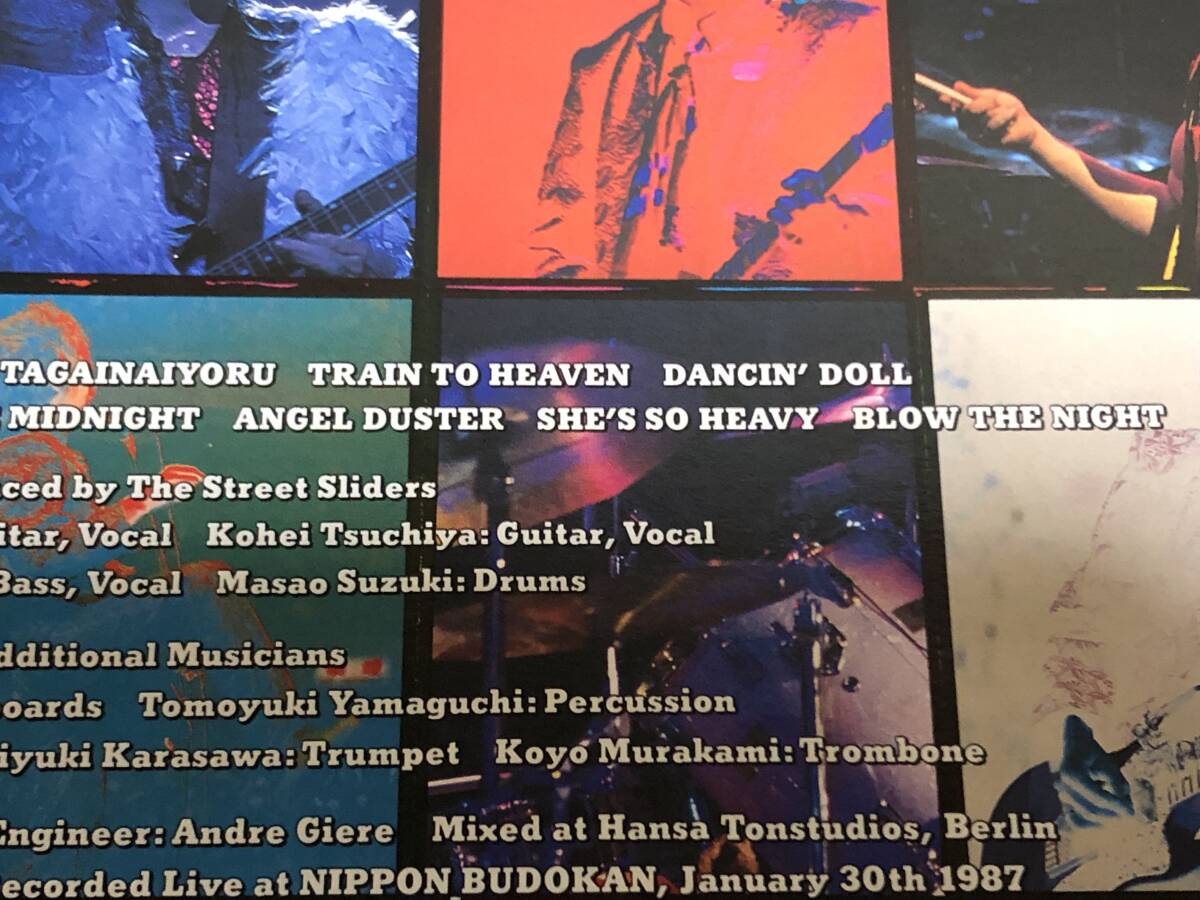 TAGAINAIYORU TRAIN TO HEAVEN DANCIN' DOLL
MIDNIGHT ANGEL DUSTER SHE'S SO HEAVY BLOW THE NIGHT
ced by The Street Sliders
itar, Vocal Kohei Tsuchiya: Guitar, Vocal
Bass, Vocal Masao Suzuki: Drums
dditional Musicians
oards Tomoyuki Yamaguchi: Percussion
iyuki Karasawa: Trumpet Koyo Murakami: Trombone
Engineer: Andre Giere Mixed at Hansa Tonstudios, Berlin
ecorded Live at NIPPON BUDOKAN, January 30th 1987